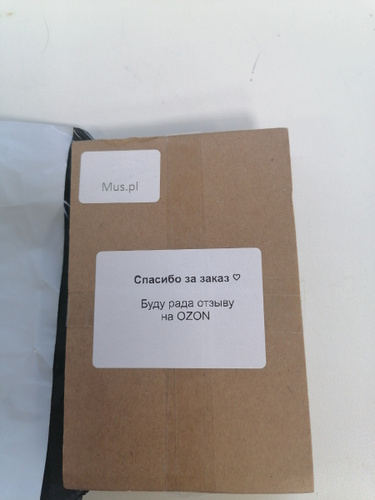 Mus.pl
Спасибо за заказ ♡
Буду рада отзыву
на OZON